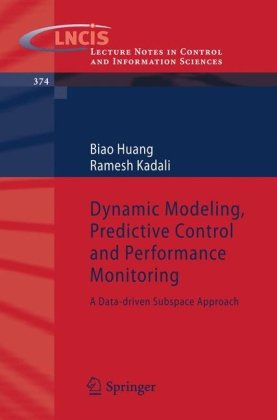 LNCIS
LECTURE NOTES IN CONTROL
AND INFORMATION SCIENCES
374
Biao Huang
Ramesh Kadali
Dynamic Modeling,
Predictive Control
and Performance
Monitoring
A Data-driven Subspace Approach
Springer